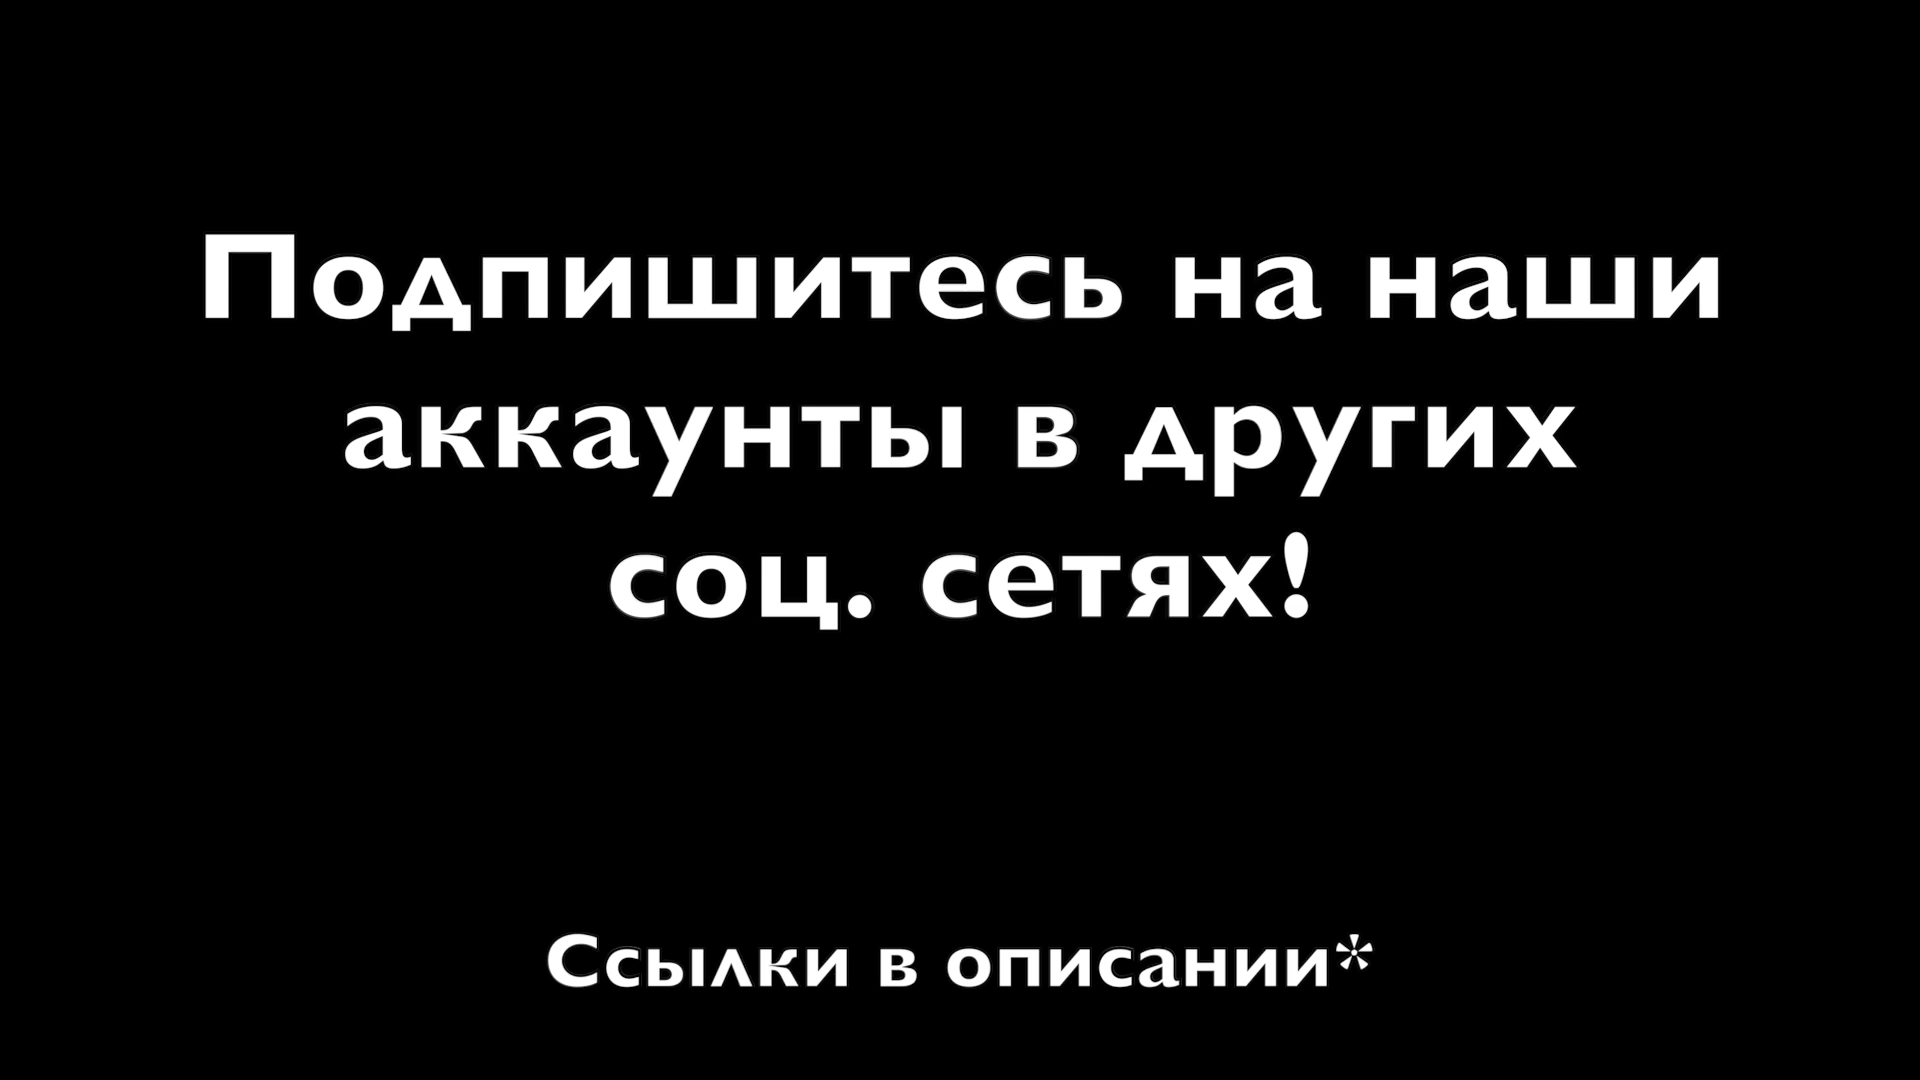 Подпишитесь на наши
аккаунты в других
соц. сетях!
Ссылки в описании*